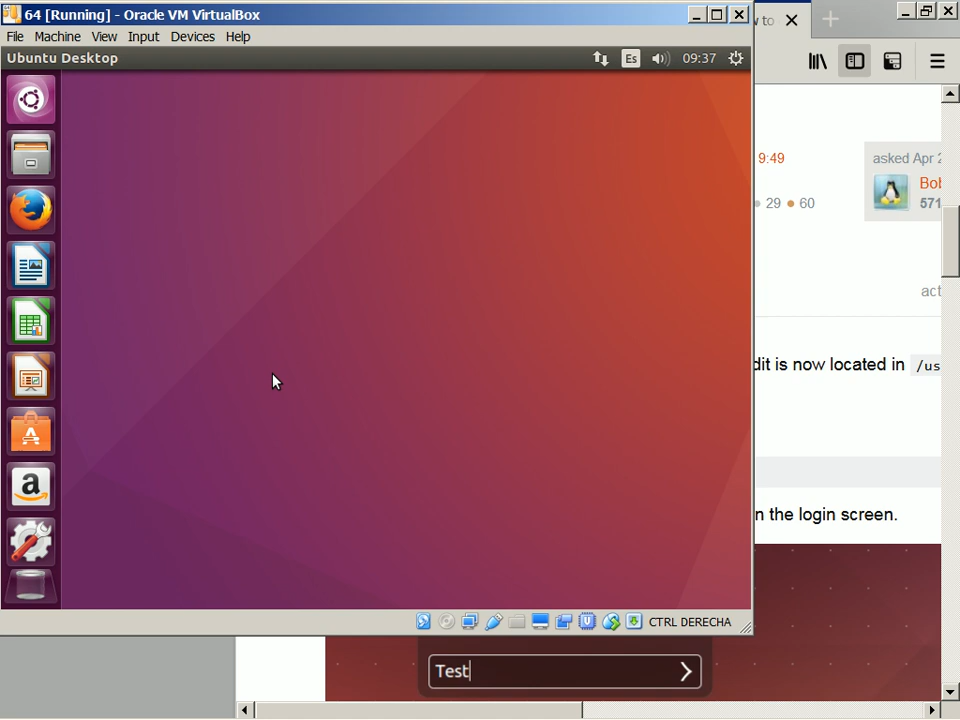 64 [Running] - Oracle VM VirtualBox
to
File Machine View Input Devices Help
Ubuntu Desktop
Es
09:37
9:49
asked Apr
Bob
29 60
571
act
dit is now located in /us
n the login screen.
CTRL DERECHA
Test